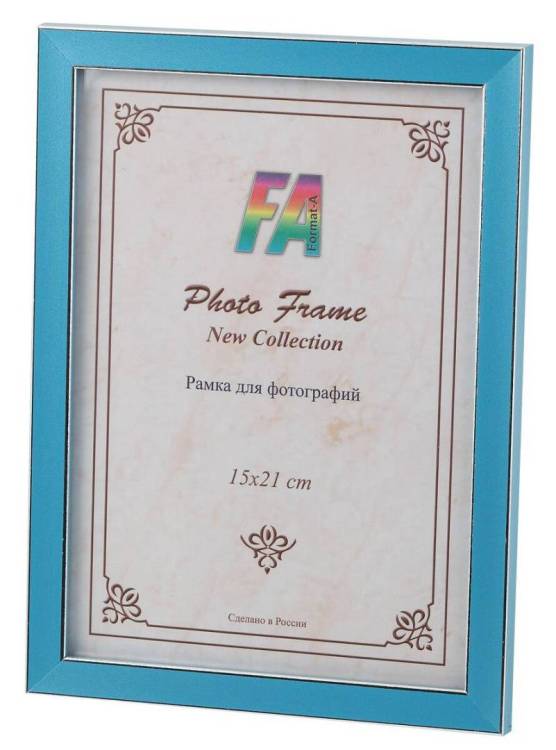 FA
Format-A
Photo Frame
New Collection
Рамка для фотографий
15x21 cm
Сделано в России